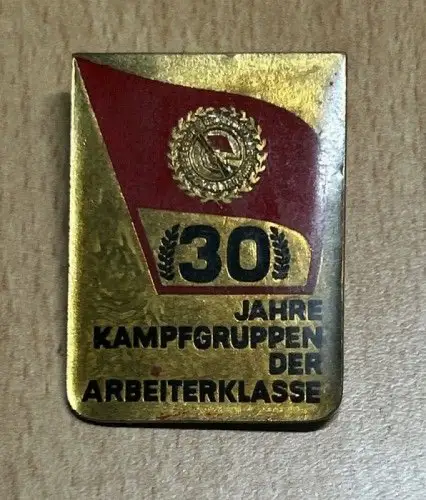 30
JAHRE
KAMPFGRUPPEN
DER
ARBEITERKLASSE